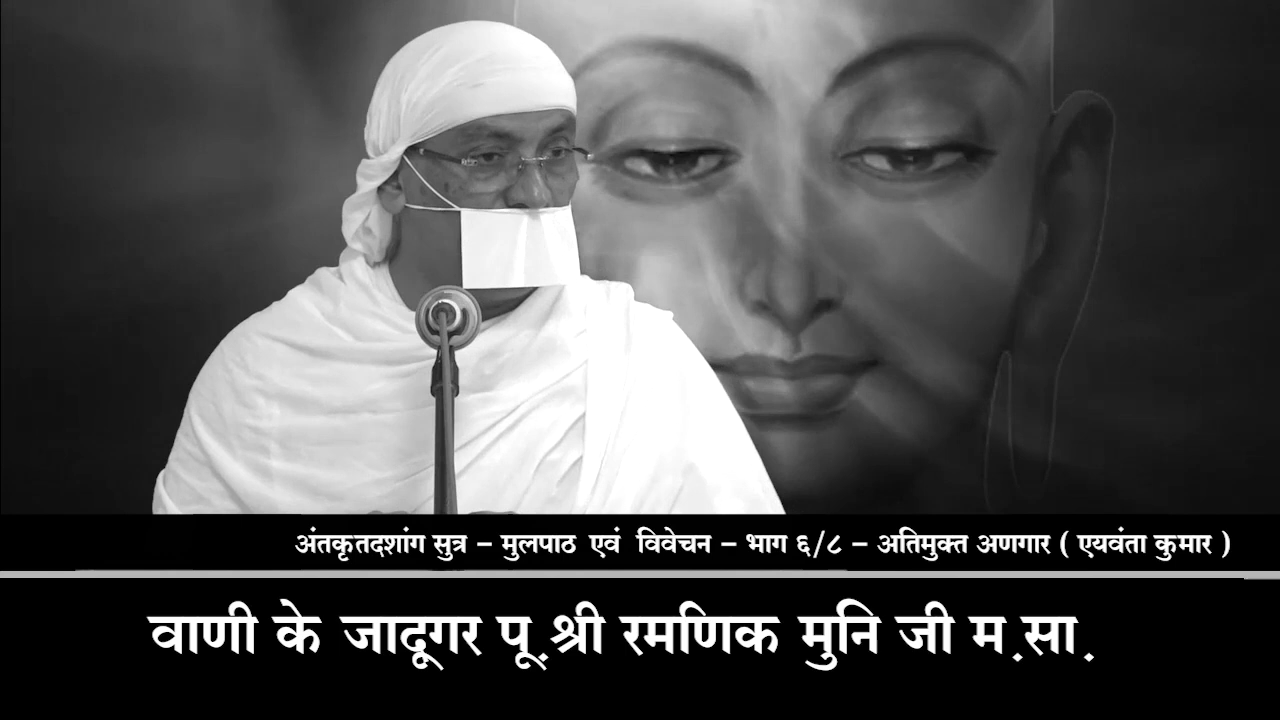 अंतकृतदशांग सुत्र – मुलपाठ एवं विवेचन – भाग ६/८ – अतिमुक्त अणगार ( एयवंता कुमार )
वाणी के जादूगर पू.श्री रमणिक मुनि जी म.सा.